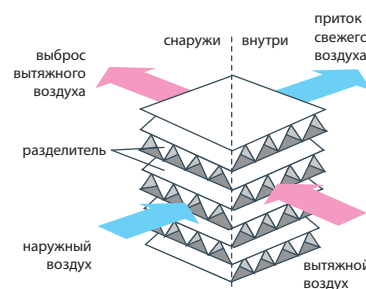 снаружи
внутри
приток
свежего
воздуха
выброс
вытяжного
воздуха
разделитель
наружный
воздух
вытяжной
воздух